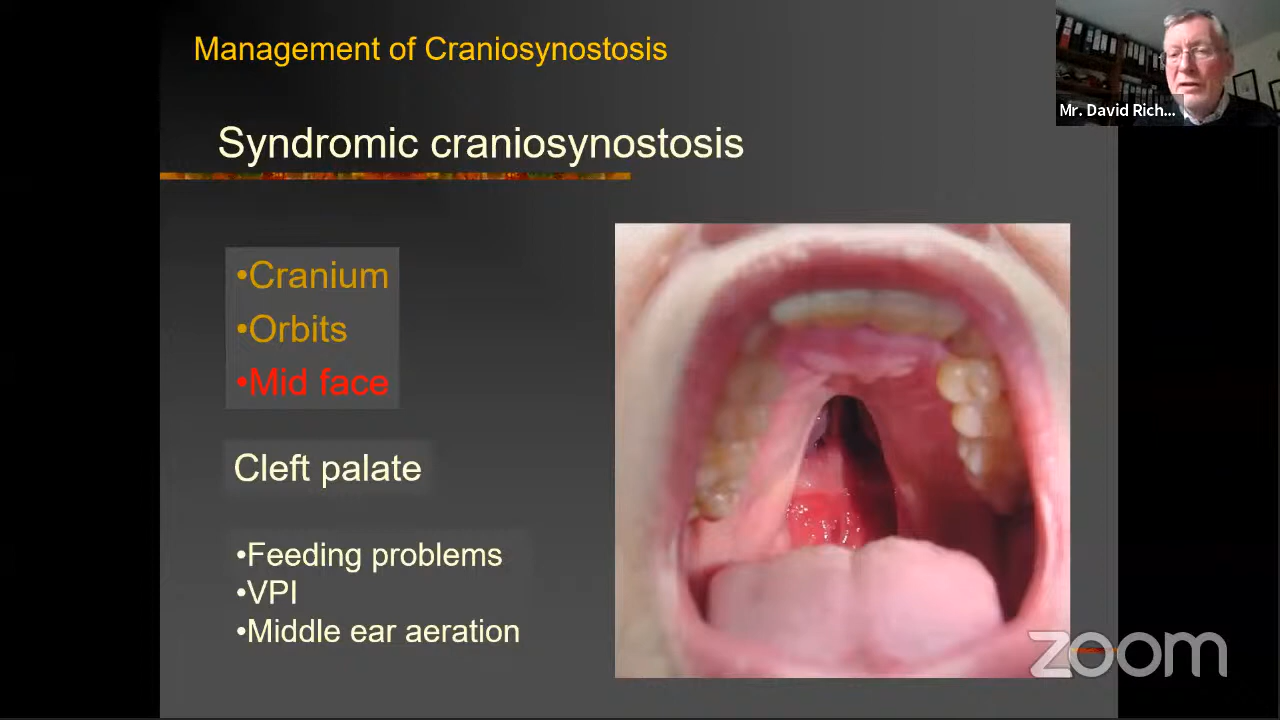 Management of Craniosynostosis
Mr. David Rich...
Syndromic craniosynostosis
•Cranium
•Orbits
•Mid face
Cleft palate
•Feeding problems
•VPI
•Middle ear aeration
zoom